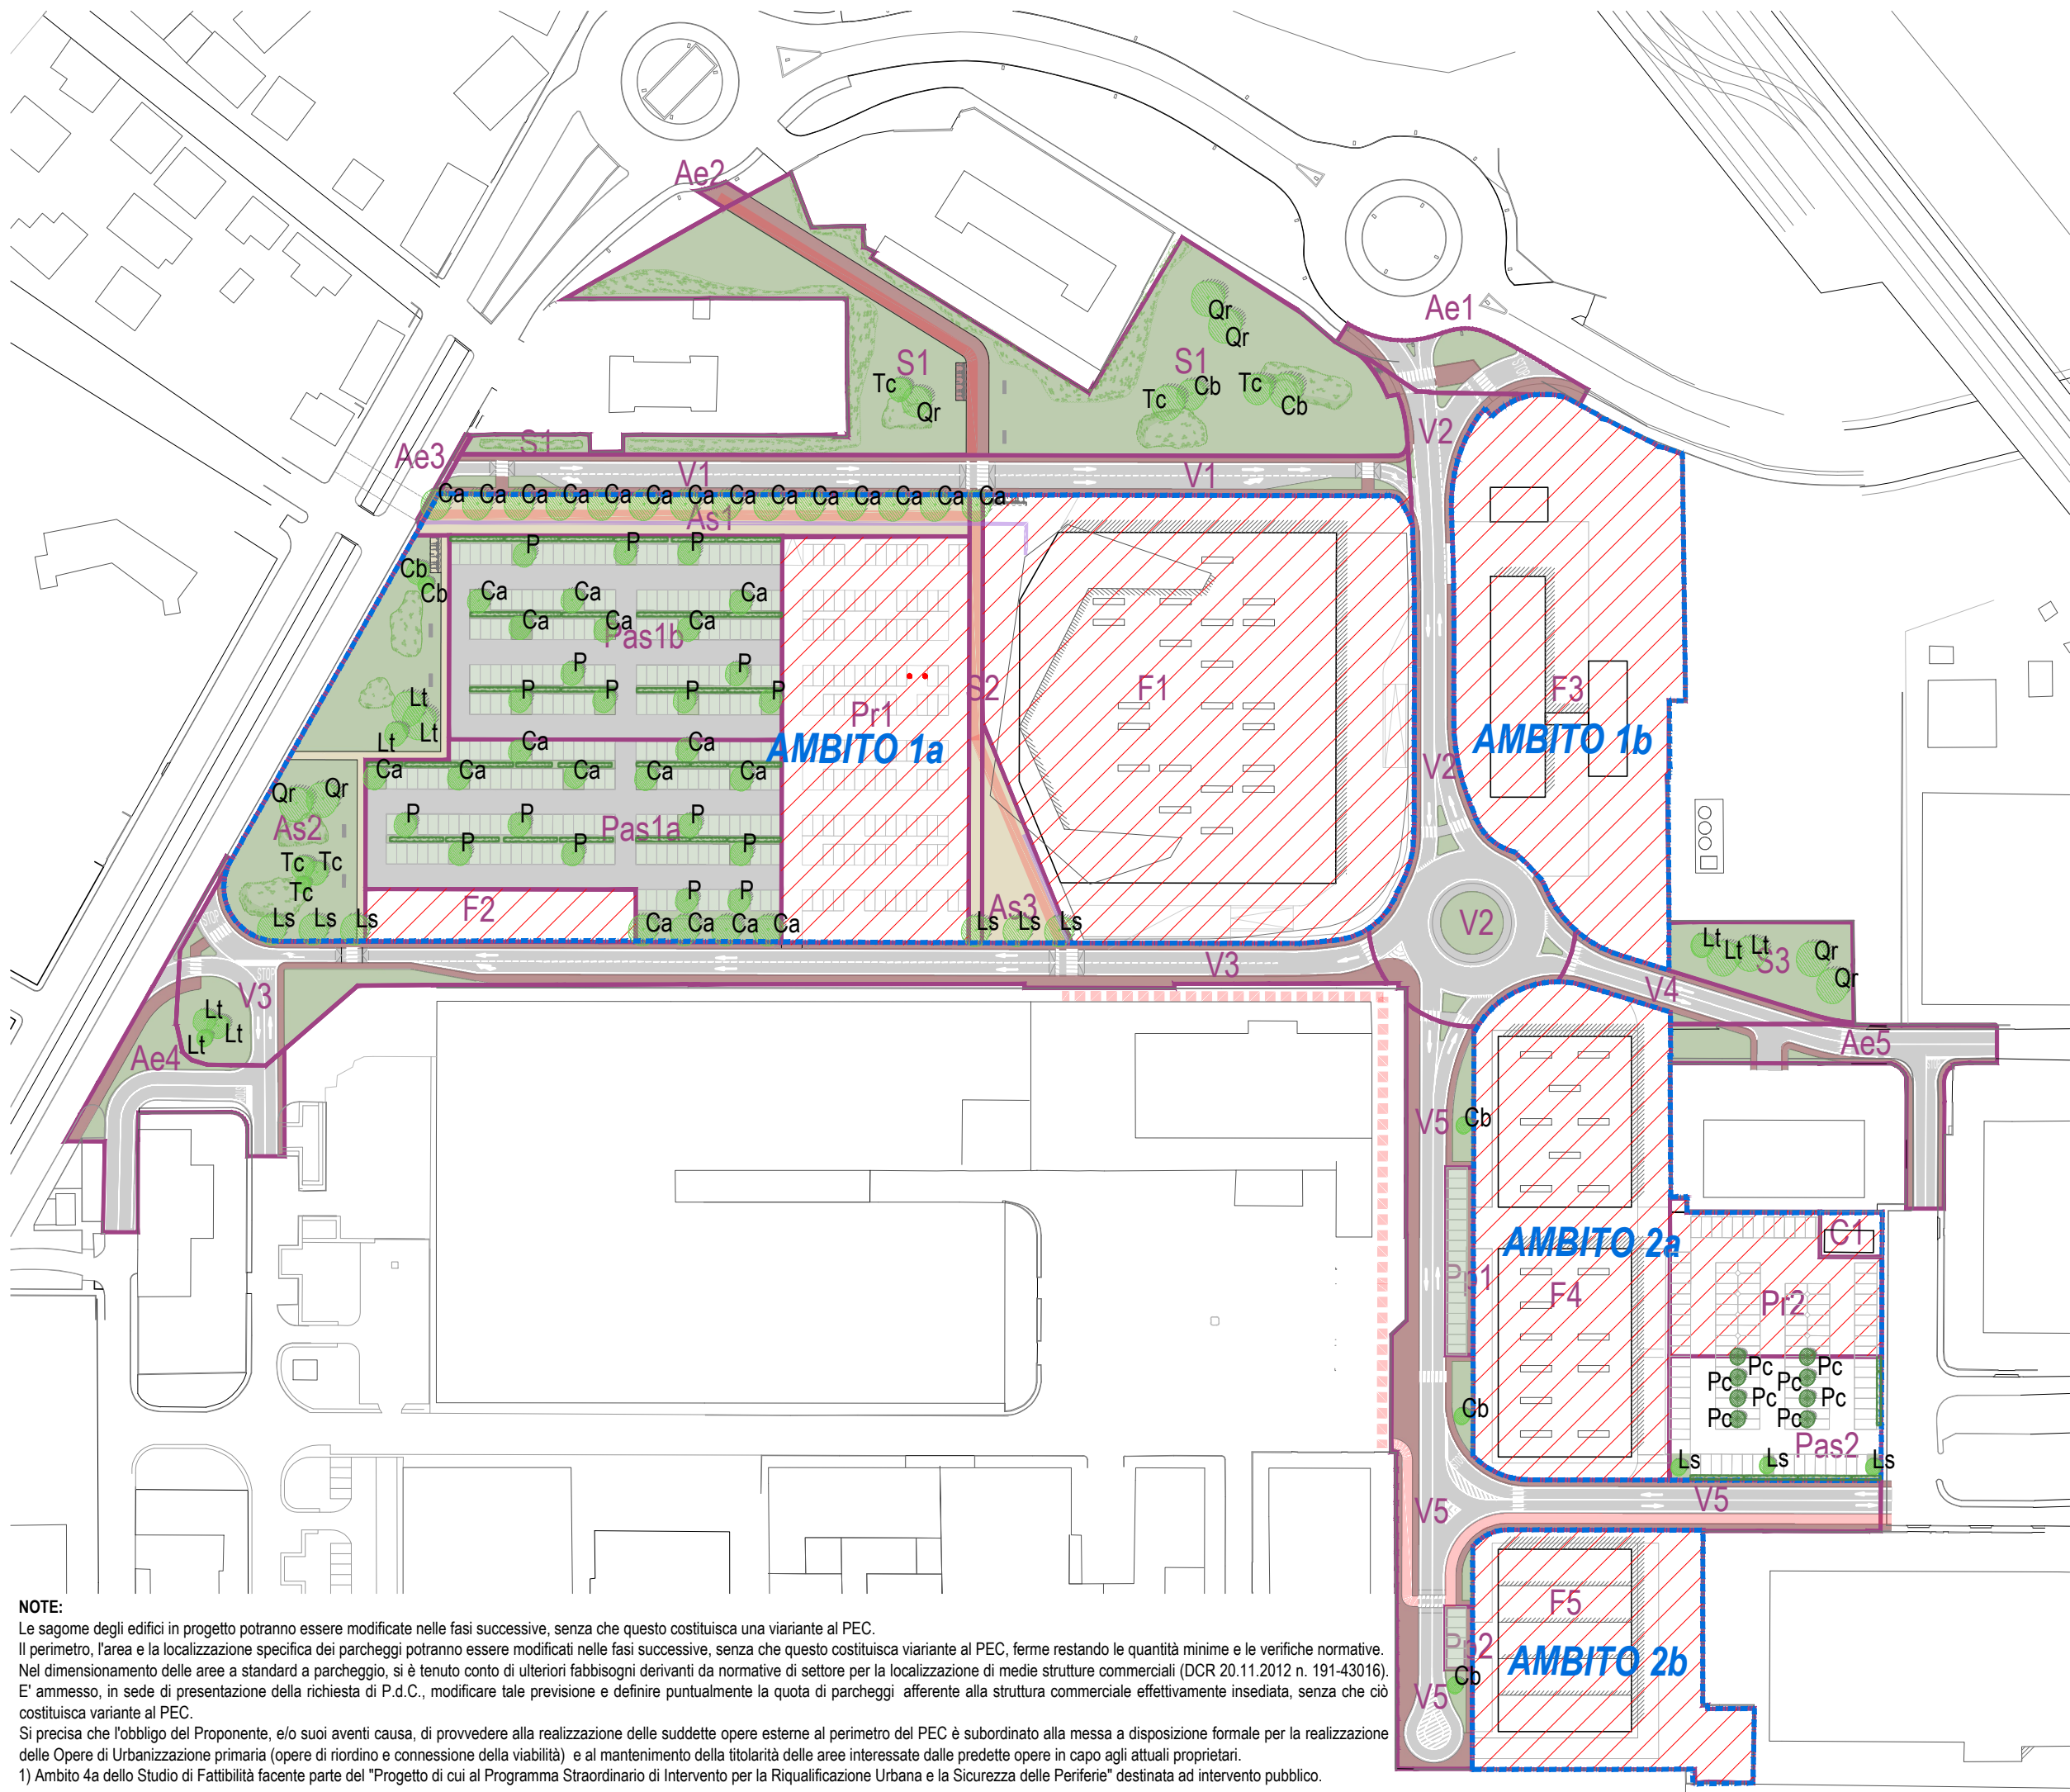 Ae2
Ae1
Qr
Qr
S1
S1
Tc
Qr
Tc
Cb
Tc
Cb
V2
Ae3
S1
V1
V1
Ca Ca Ca Ca Ca Ca Ca Ca Ca Ca Ca Ca Ca Ca
As1
P P P
Cb
Cb
Ca Ca Ca
Ca Ca Ca
Pas1b
P P
P P P P
S2
F1
F3
Lt
Lt
Lt
Pr1
AMBITO 1a
AMBITO 1b
V2
Ca Ca
Ca Ca Ca Ca Ca
Qr Qr
As2
P P P
Pas1a
P P P
Tc Tc
Tc
P P
F2
Ls Ls Ls
Ca Ca Ca Ca
As3
Ls Ls Ls
V2
STOP
Lt Lt Lt
S3
Qr
Qr
V3
STOP
V3
V4
Lt
Lt
Lt
Ae4
Ae5
V5
Cb
AMBITO 2a
C1
Pp1
F4
Pr2
Pc Pc
Pc Pc
Pc Pc
Pc Pc
Cb
Pas2
Ls Ls Ls
V5
V5
F5
Pp2
AMBITO 2b
Cb
V5
NOTE:
Le sagome degli edifici in progetto potranno essere modificate nelle fasi successive, senza che questo costituisca una viariante al PEC.
Il perimetro, l'area e la localizzazione specifica dei parcheggi potranno essere modificati nelle fasi successive, senza che questo costituisca viariante al PEC, ferme restando le quantità minime e le verifiche normative.
Nel dimensionamento delle aree a standard a parcheggio, si è tenuto conto di ulteriori fabbisogni derivanti da normative di settore per la localizzazione di medie strutture commerciali (DCR 20.11.2012 n. 191-43016).
E' ammesso, in sede di presentazione della richiesta di P.d.C., modificare tale previsione e definire puntualmente la quota di parcheggi afferente alla struttura commerciale effettivamente insediata, senza che ciò
costituisca variante al PEC.
Si precisa che l'obbligo del Proponente, e/o suoi aventi causa, di provvedere alla realizzazione delle suddette opere esterne al perimetro del PEC è subordinato alla messa a disposizione formale per la realizzazione
delle Opere di Urbanizzazione primaria (opere di riordino e connessione della viabilità) e al mantenimento della titolarità delle aree interessate dalle predette opere in capo agli attuali proprietari.
1) Ambito 4a dello Studio di Fattibilità facente parte del "Progetto di cui al Programma Straordinario di Intervento per la Riqualificazione Urbana e la Sicurezza delle Periferie" destinata ad intervento pubblico.